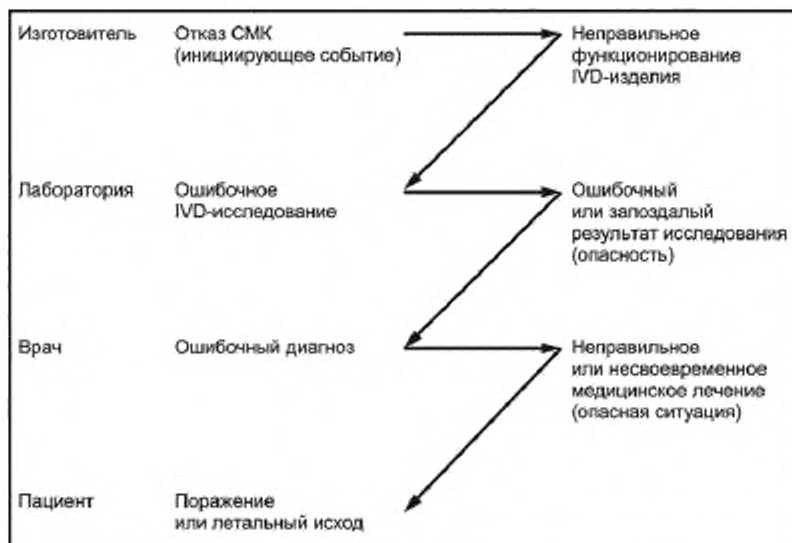 Изготовитель
Отказ СМК
(инициирующее событие)
Неправильное
функционирование
IVD-изделия
Лаборатория
Ошибочное
IVD-исследование
Ошибочный
или запоздалый
результат исследования
(опасность)
Врач
Ошибочный диагноз
Неправильное
или несвоевременное
медицинское лечение
(опасная ситуация)
Пациент
Поражение
или летальный исход